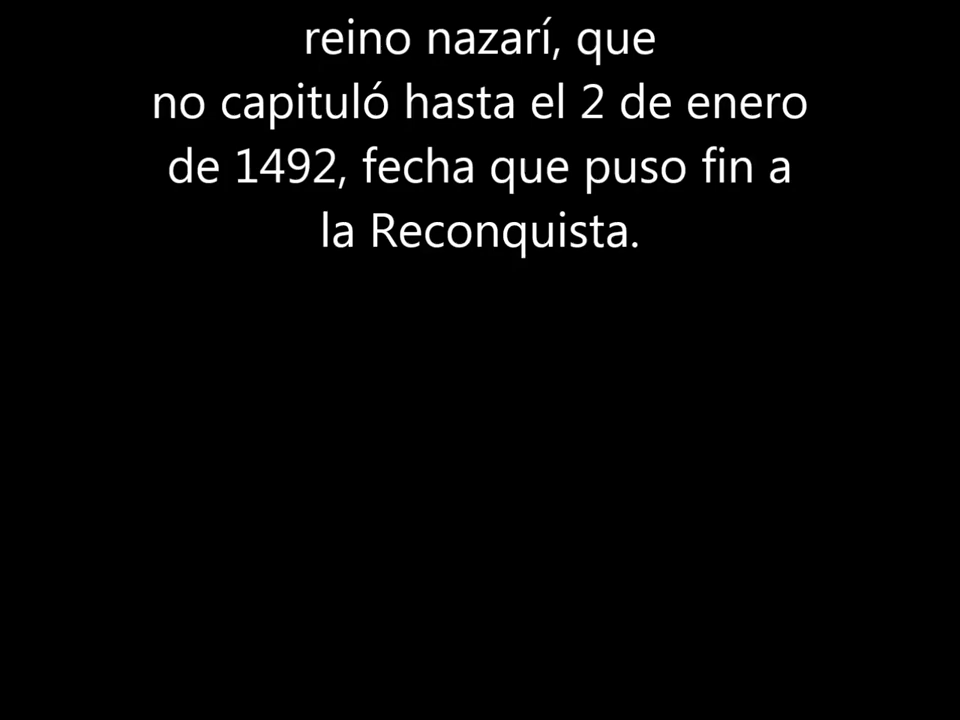 reino nazarí, que
no capituló hasta el 2 de enero
de 1492, fecha que puso fin a
la Reconquista.